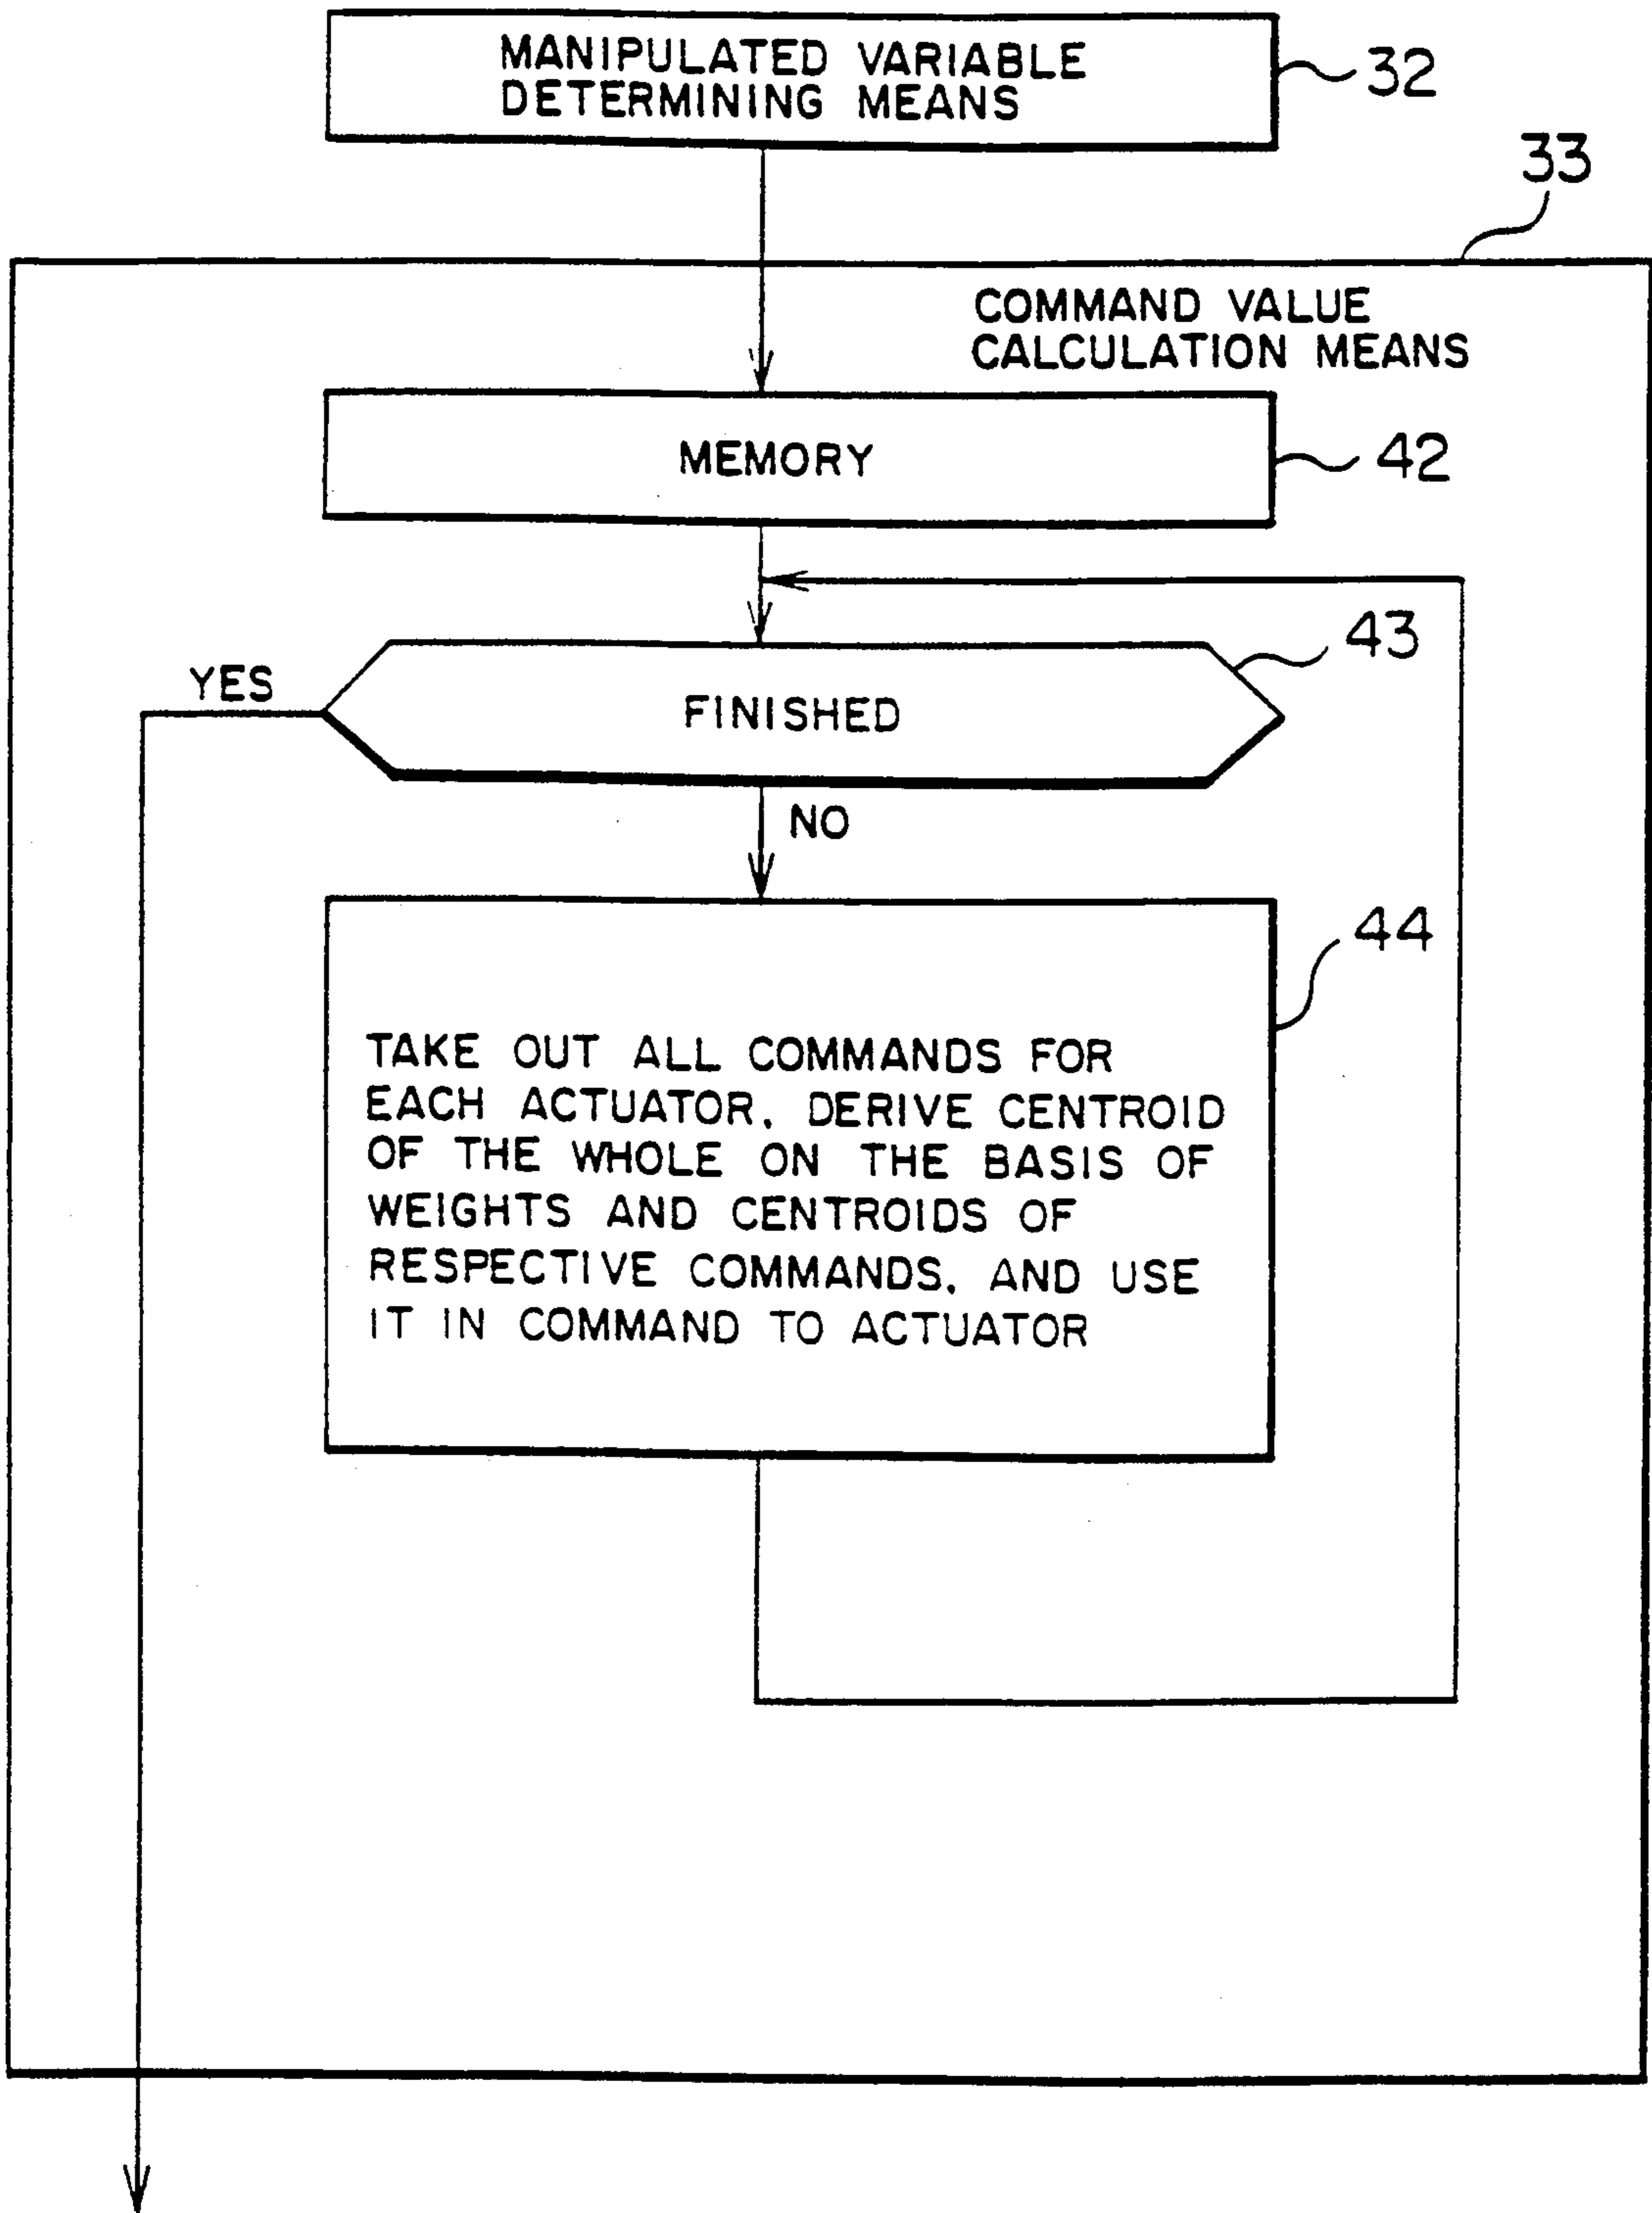 MANIPULATED VARIABLE
DETERMINING MEANS
32
33
COMMAND VALUE
CALCULATION MEANS
MEMORY
42
43
YES
FINISHED
NO
44
TAKE OUT ALL COMMANDS FOR
EACH ACTUATOR, DERIVE CENTROID
OF THE WHOLE ON THE BASIS OF
WEIGHTS AND CENTROIDS OF
RESPECTIVE COMMANDS, AND USE
IT IN COMMAND TO ACTUATOR